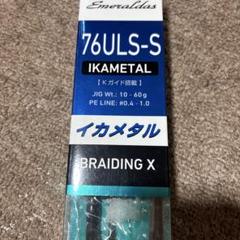 Emeraldas
76ULS-S
IKAMETAL
【Kガイド搭載】
JIG Wt.: 10 - 60g
PE LINE: #0.4 - 1.0
イカメタル
BRAIDING X